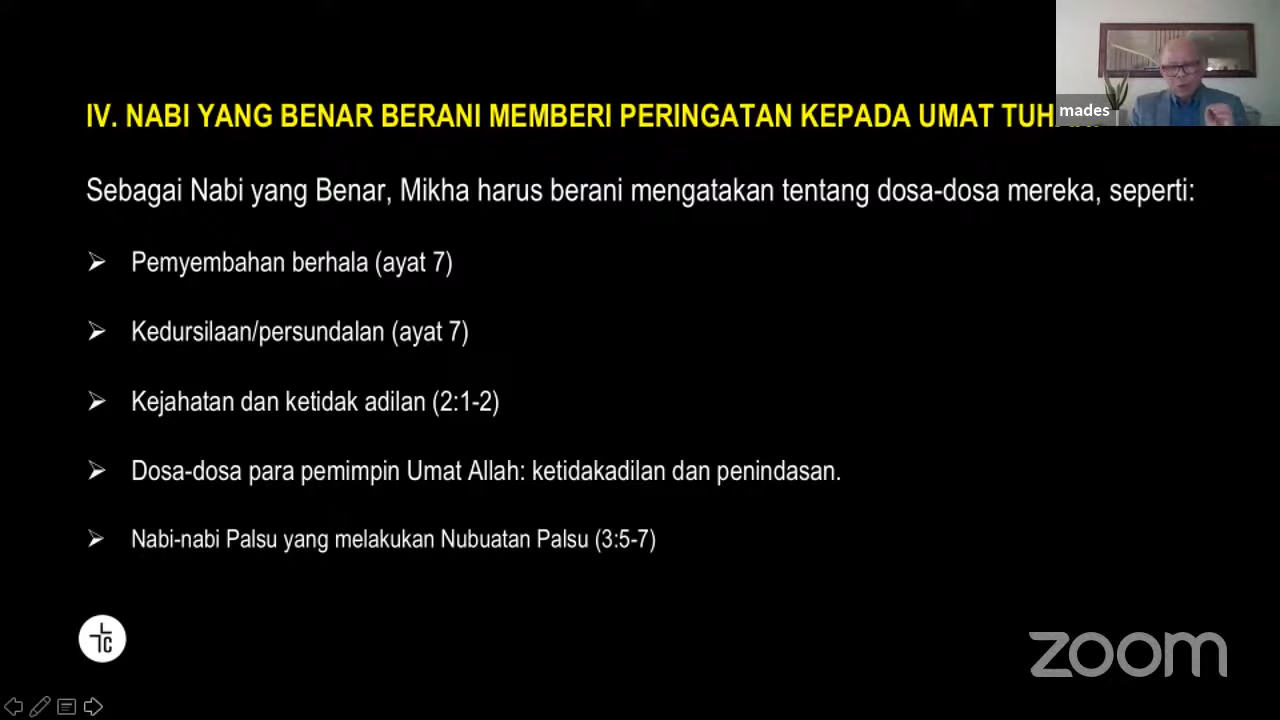 IV. NABI YANG BENAR BERANI MEMBERI PERINGATAN KEPADA UMAT
mades
Sebagai Nabi yang Benar, Mikha harus berani mengatakan tentang dosa-dosa mereka, seperti:
➢ Pemyembahan berhala (ayat 7)
➢ Kedursilaan/persundalan (ayat 7)
➢ Kejahatan dan ketidak adilan (2:1-2)
➢ Dosa-dosa para pemimpin Umat Allah: ketidakadilan dan penindasan.
➢ Nabi-nabi Palsu yang melakukan Nubuatan Palsu (3:5-7)
zoom